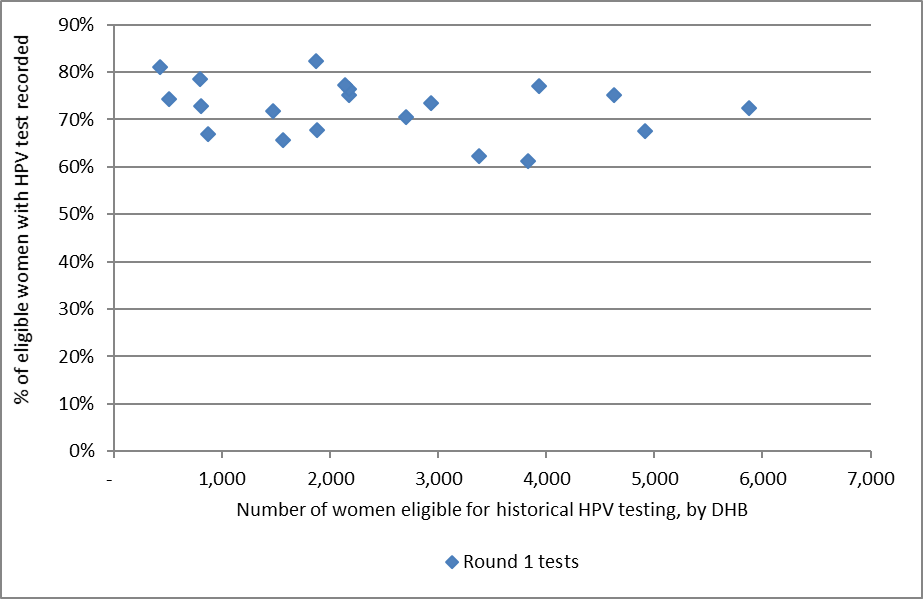 % of eligible women with HPV test recorded
90%
80%
70%
60%
50%
40%
30%
20%
10%
0%
- 1,000 2,000 3,000 4,000 5,000 6,000 7,000
Number of women eligible for historical HPV testing, by DHB
Round 1 tests